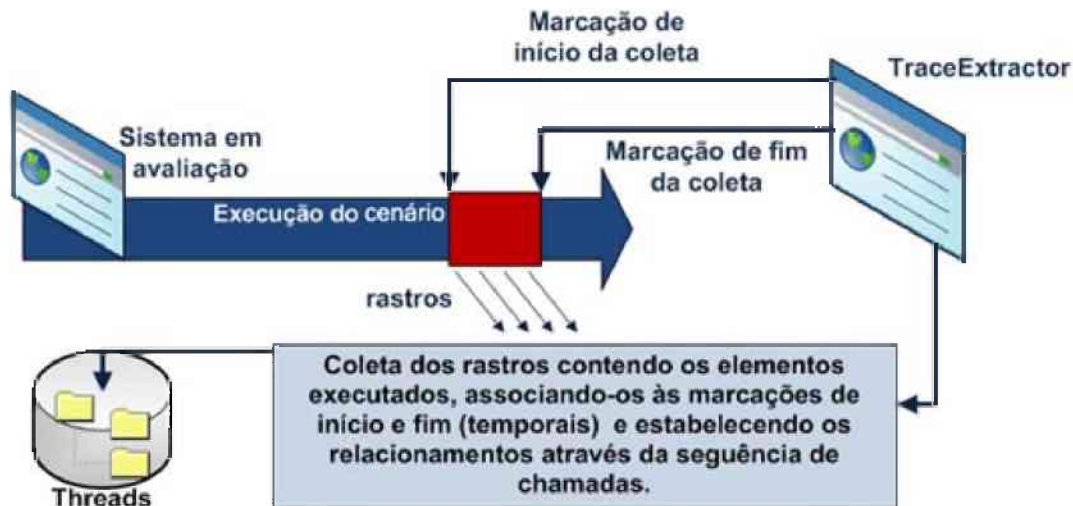 Marcação de
início da coleta
TraceExtractor
Sistema em
avaliação
Marcação de fim
da coleta
Execução do cenário
rastros
Coleta dos rastros contendo os elementos
executados, associando-os às marcações de
início e fim (temporais) e estabelecendo os
relacionamentos através da seguência de
chamadas.
Threads